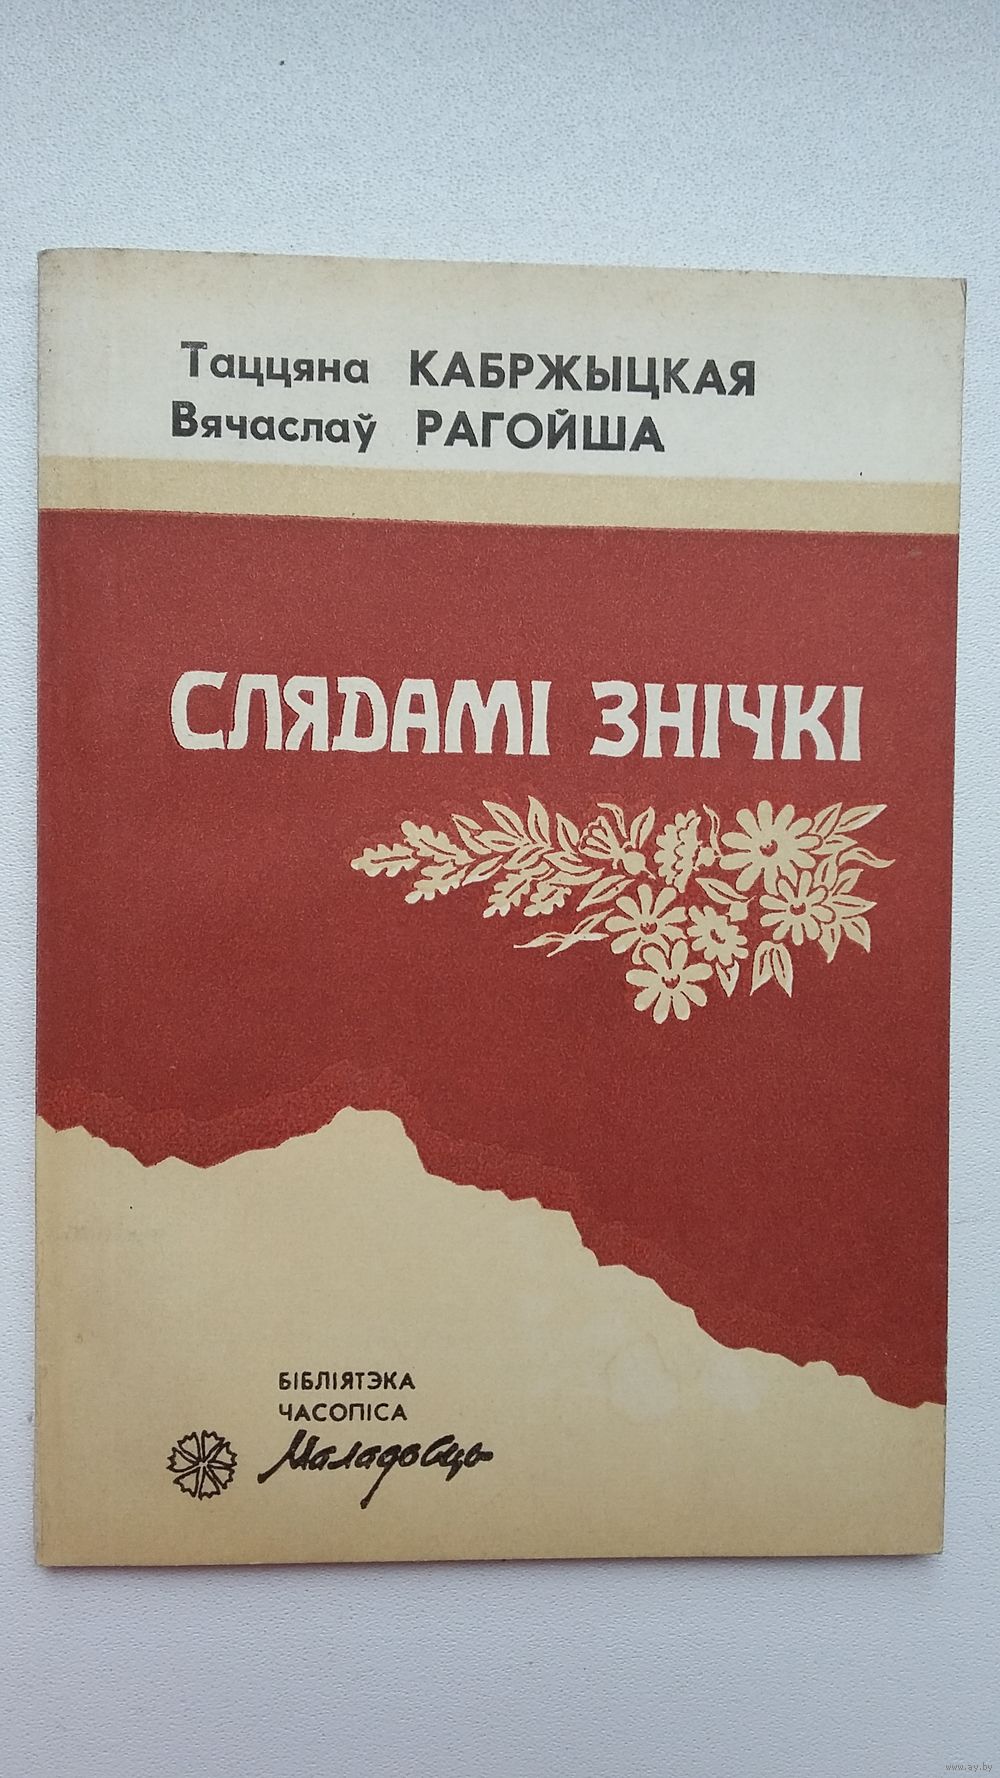 Таццяна КАБРЖЫЦКАЯ
Вячаслаў РАГОЙША
СЛЯДАМІ ЗНІЧКІ
БІБЛІЯТЭКА
ЧАСОПІСА
Маладосць
www.ay.by